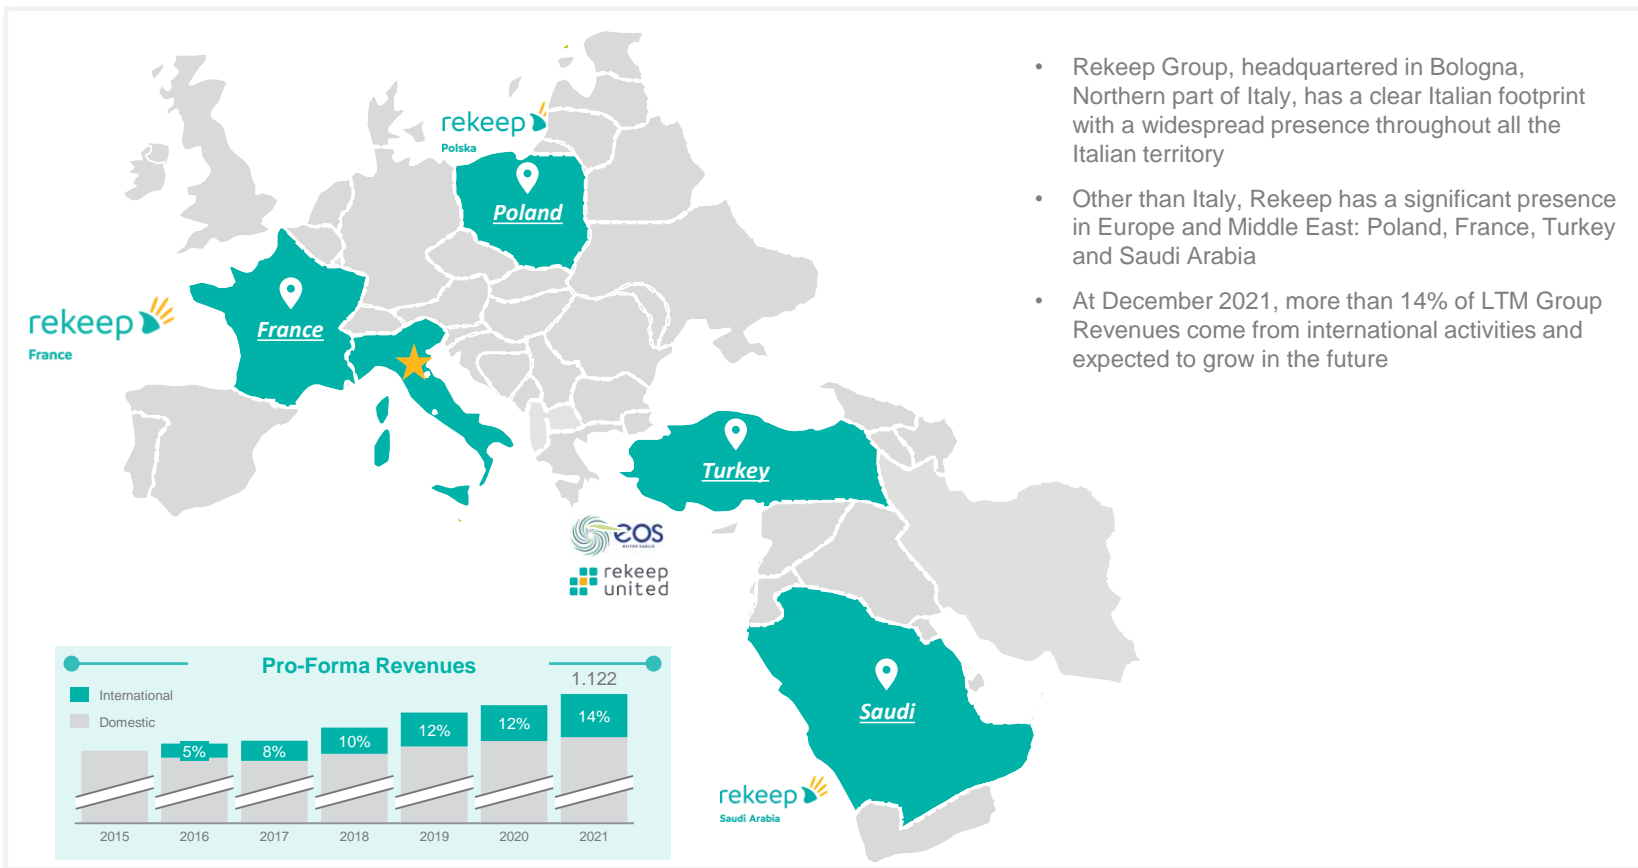 rekeep
Polska
Poland
rekeep
France
France
Turkey
eos
rekeep
united
Saudi
rekeep
Saudi Arabia
• Rekeep Group, headquartered in Bologna,
Northern part of Italy, has a clear Italian footprint
with a widespread presence throughout all the
Italian territory
• Other than Italy, Rekeep has a significant presence
in Europe and Middle East: Poland, France, Turkey
and Saudi Arabia
• At December 2021, more than 14% of LTM Group
Revenues come from international activities and
expected to grow in the future
Pro-Forma Revenues
International
Domestic
1.122
5% 8% 10% 12% 12% 14%
2015 2016 2017 2018 2019 2020 2021